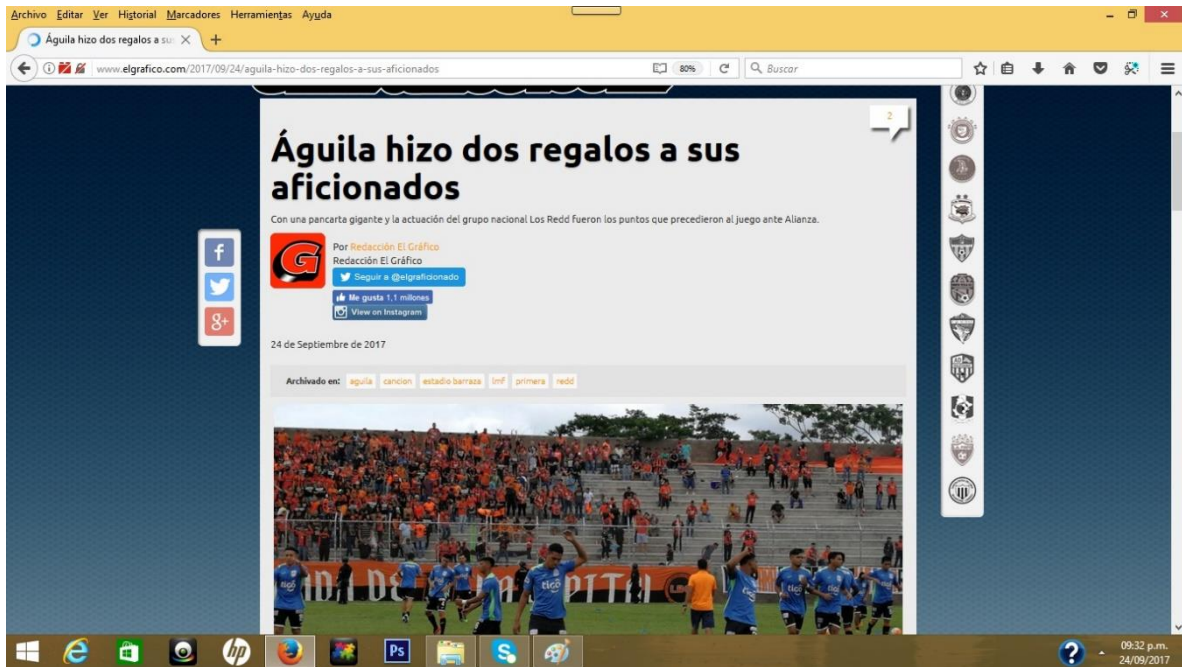 Archivo Editar Ver Historial Marcadores Herramientas Ayuda
Águila hizo dos regalos a su
www.elgrafico.com/2017/09/24/aguila-hizo-dos-regalos-a-sus-aficionados
80%
Buscar
2
Águila hizo dos regalos a sus
aficionados
Con una pancarta gigante y la actuación del grupo nacional Los Redd fueron los puntos que precedieron al juego ante Alianza.
G
Por Redacción El Gráfico
Redacción El Gráfico
Seguir a @elgraficionado
Me gusta 1,1 millones
View on Instagram
f
8+
24 de Septiembre de 2017
Archivado en: aguila cancion estadio barraza lmf primera redd
tigo
hp
Ps
S
?
09:32 p.m.
24/09/2017